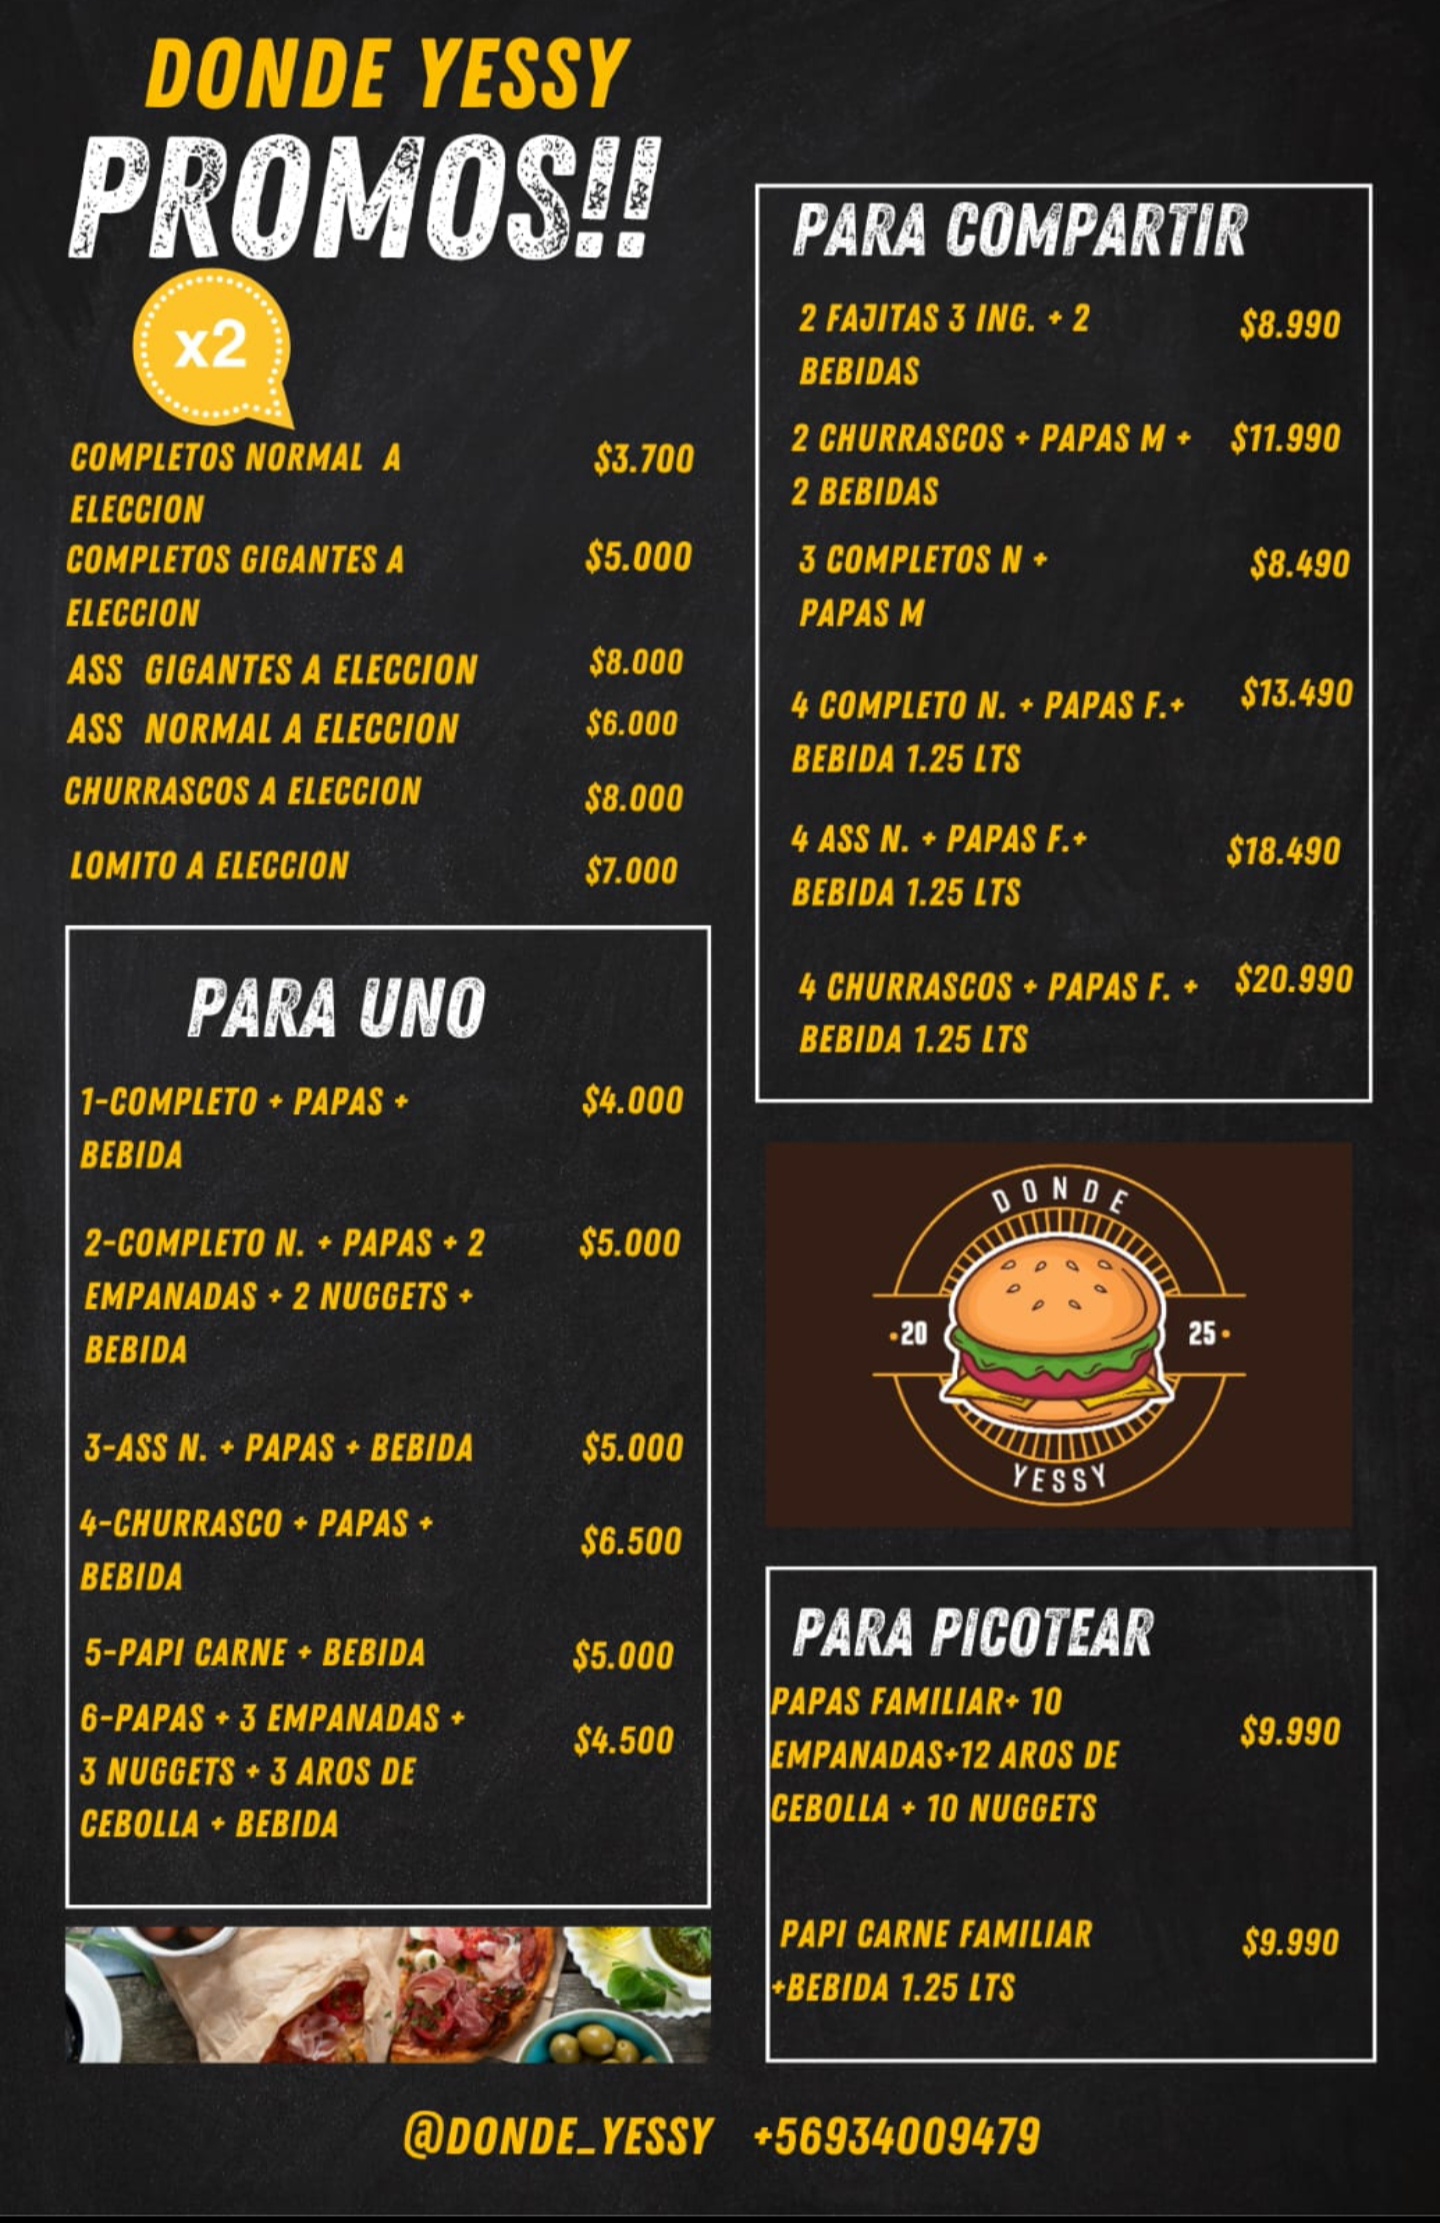 DONDE YESSY
PROMOS!!
x2
COMPLETOS NORMAL A $3.700
ELECCION
COMPLETOS GIGANTES A $5.000
ELECCION
ASS GIGANTES A ELECCION $8.000
ASS NORMAL A ELECCION $6.000
CHURRASCOS A ELECCION $8.000
LOMITO A ELECCION $7.000
PARA UNO
1-COMPLETO + PAPAS + $4.000
BEBIDA
2-COMPLETO N. + PAPAS + 2 $5.000
EMPANADAS + 2 NUGGETS +
BEBIDA
3-ASS N. + PAPAS + BEBIDA $5.000
4-CHURRASCO + PAPAS + $6.500
BEBIDA
5-PAPI CARNE + BEBIDA $5.000
6-PAPAS + 3 EMPANADAS + $4.500
3 NUGGETS + 3 AROS DE
CEBOLLA + BEBIDA
PARA COMPARTIR
2 FAJITAS 3 ING. + 2 $8.990
BEBIDAS
2 CHURRASCOS + PAPAS M + $11.990
2 BEBIDAS
3 COMPLETOS N + $8.490
PAPAS M
4 COMPLETO N. + PAPAS F.+ $13.490
BEBIDA 1.25 LTS
4 ASS N. + PAPAS F.+ $18.490
BEBIDA 1.25 LTS
4 CHURRASCOS + PAPAS F. + $20.990
BEBIDA 1.25 LTS
DONDE
•20 25•
YESSY
PARA PICOTEAR
PAPAS FAMILIAR+ 10 $9.990
EMPANADAS+12 AROS DE
CEBOLLA + 10 NUGGETS
PAPI CARNE FAMILIAR $9.990
+BEBIDA 1.25 LTS
@DONDE_YESSY +56934009479